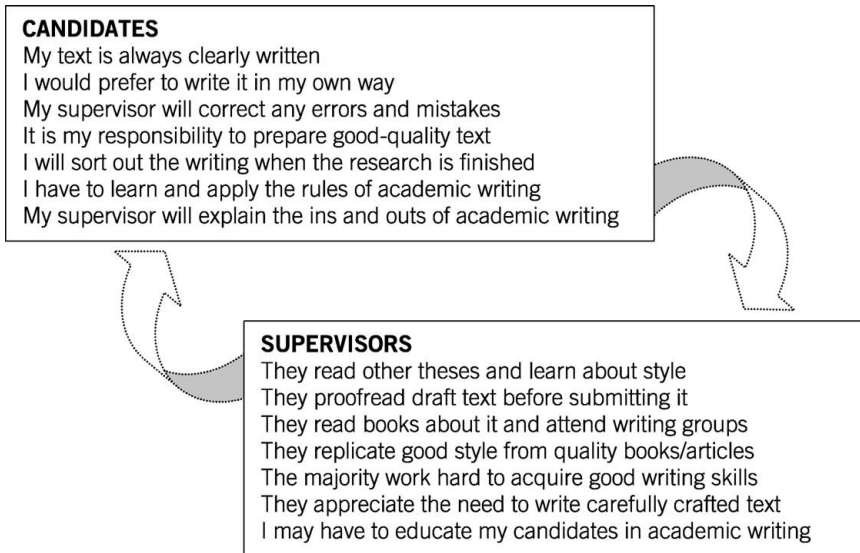 CANDIDATES
My text is always clearly written
I would prefer to write it in my own way
My supervisor will correct any errors and mistakes
It is my responsibility to prepare good-quality text
I will sort out the writing when the research is finished
I have to learn and apply the rules of academic writing
My supervisor will explain the ins and outs of academic writing
SUPERVISORS
They read other theses and learn about style
They proofread draft text before submitting it
They read books about it and attend writing groups
They replicate good style from quality books/articles
The majority work hard to acquire good writing skills
They appreciate the need to write carefully crafted text
I may have to educate my candidates in academic writing